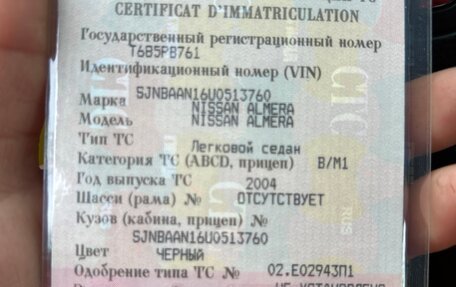 CERTIFICAT D'IMMATRICULATION
Государственный регистрационный номер
Т685РВ761
Идентификационный номер (VIN)
SJNBAAN16U0513760
Марка NISSAN ALMERA
Модель NISSAN ALMERA
Тип ТС Легковой седан
Категория ТС (ABCD, прицеп) B/M1
Год выпуска ТС 2004
Шасси (рама) № ОТСУТСТВУЕТ
Кузов (кабина, прицеп) №
SJNBAAN16U0513760
Цвет ЧЕРНЫЙ
Одобрение типа ТС № 02.E02943П1